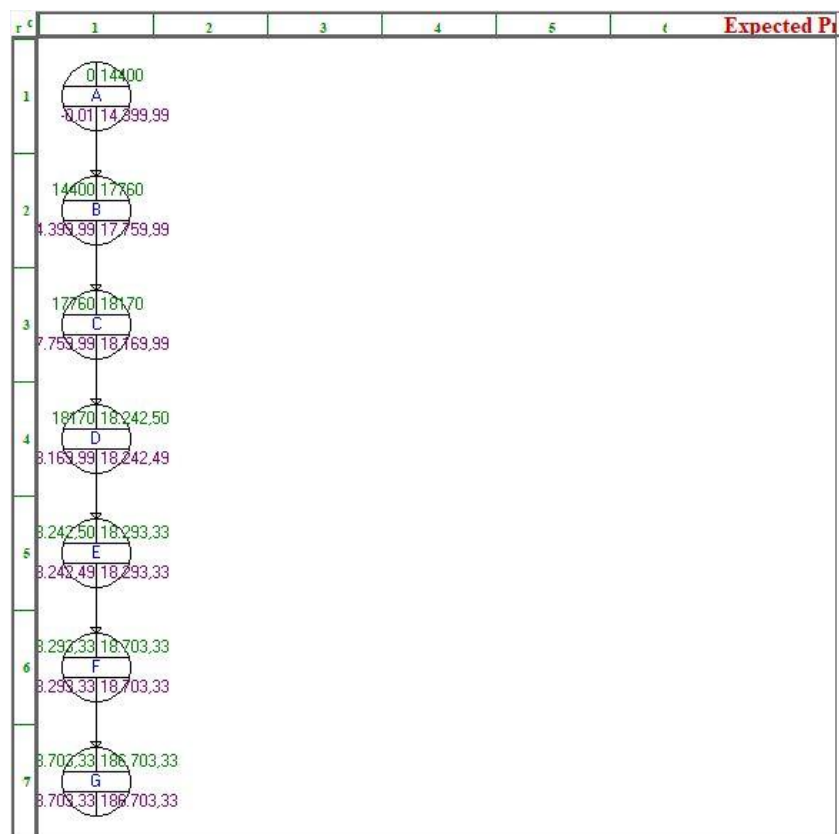 r c 1 2 3 4 5 6 Expected
1
0 14400
A
-0,01 14.399,99
2
14400 17760
B
4.399,99 17.759,99
3
17760 18170
C
7.759,99 18.169,99
4
18170 18.242,50
D
8.169,99 18.242,49
5
8.242,50 18.293,33
E
8.242,49 18.293,33
6
8.293,33 18.703,33
F
8.293,33 18.703,33
7
8.703,33 186.703,33
G
8.703,33 186.703,33